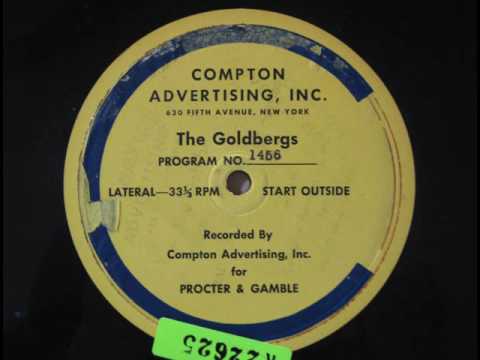 COMPTON
ADVERTISING, INC.
630 FIFTH AVENUE, NEW YORK
The Goldbergs
PROGRAM NO. 1456
LATERAL—33⅓ RPM START OUTSIDE
Recorded By
Compton Advertising, Inc.
for
PROCTER & GAMBLE
A 22625